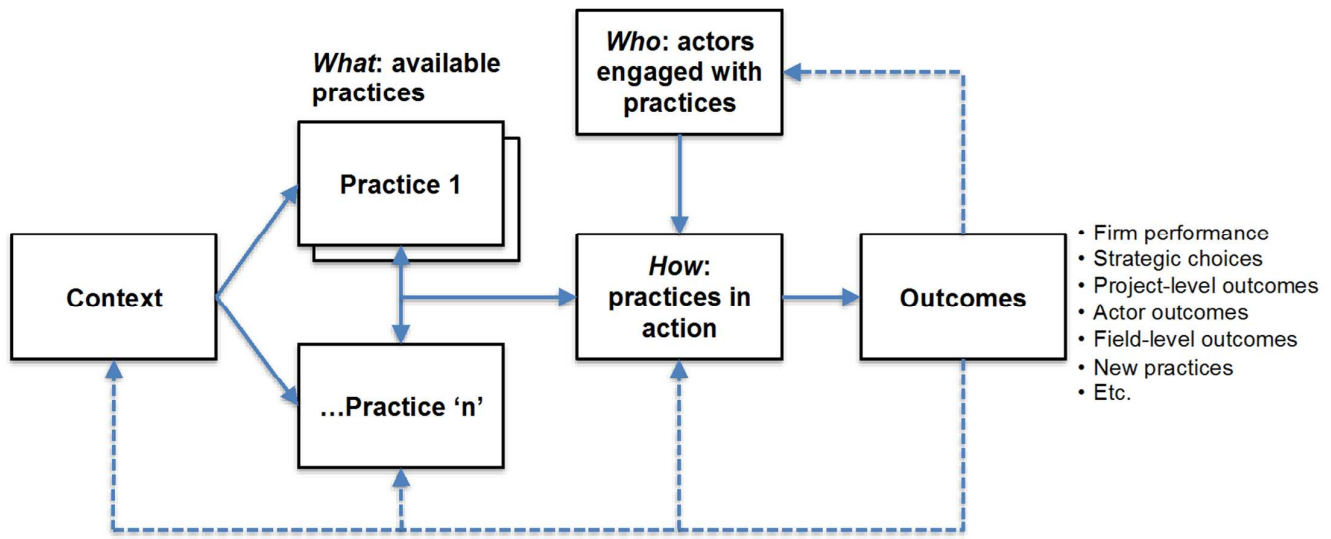 What: available
practices
Who: actors
engaged with
practices
Practice 1
Context
How:
practices in
action
Outcomes
• Firm performance
• Strategic choices
• Project-level outcomes
• Actor outcomes
• Field-level outcomes
• New practices
• Etc.
…Practice ‘n’